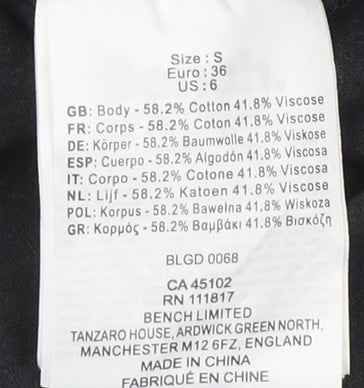 Size : S
Euro : 36
US : 6
GB: Body - 58.2% Cotton 41.8% Viscose
FR: Corps - 58.2% Coton 41.8% Viscose
DE: Körper - 58.2% Baumwolle 41.8% Viskose
ESP: Cuerpo - 58.2% Algodón 41.8% Viscosa
IT: Corpo - 58.2% Cotone 41.8% Viscosa
NL: Lijf - 58.2% Katoen 41.8% Viscose
POL: Korpus - 58.2% Bawełna 41.8% Wiskoza
GR: Κορμός - 58.2% Βαμβάκι 41.8% Βισκόζη
BLGD 0068
CA 45102
RN 111817
BENCH LIMITED
TANZARO HOUSE, ARDWICK GREEN NORTH,
MANCHESTER M12 6FZ, ENGLAND
MADE IN CHINA
FABRIQUÉ EN CHINE